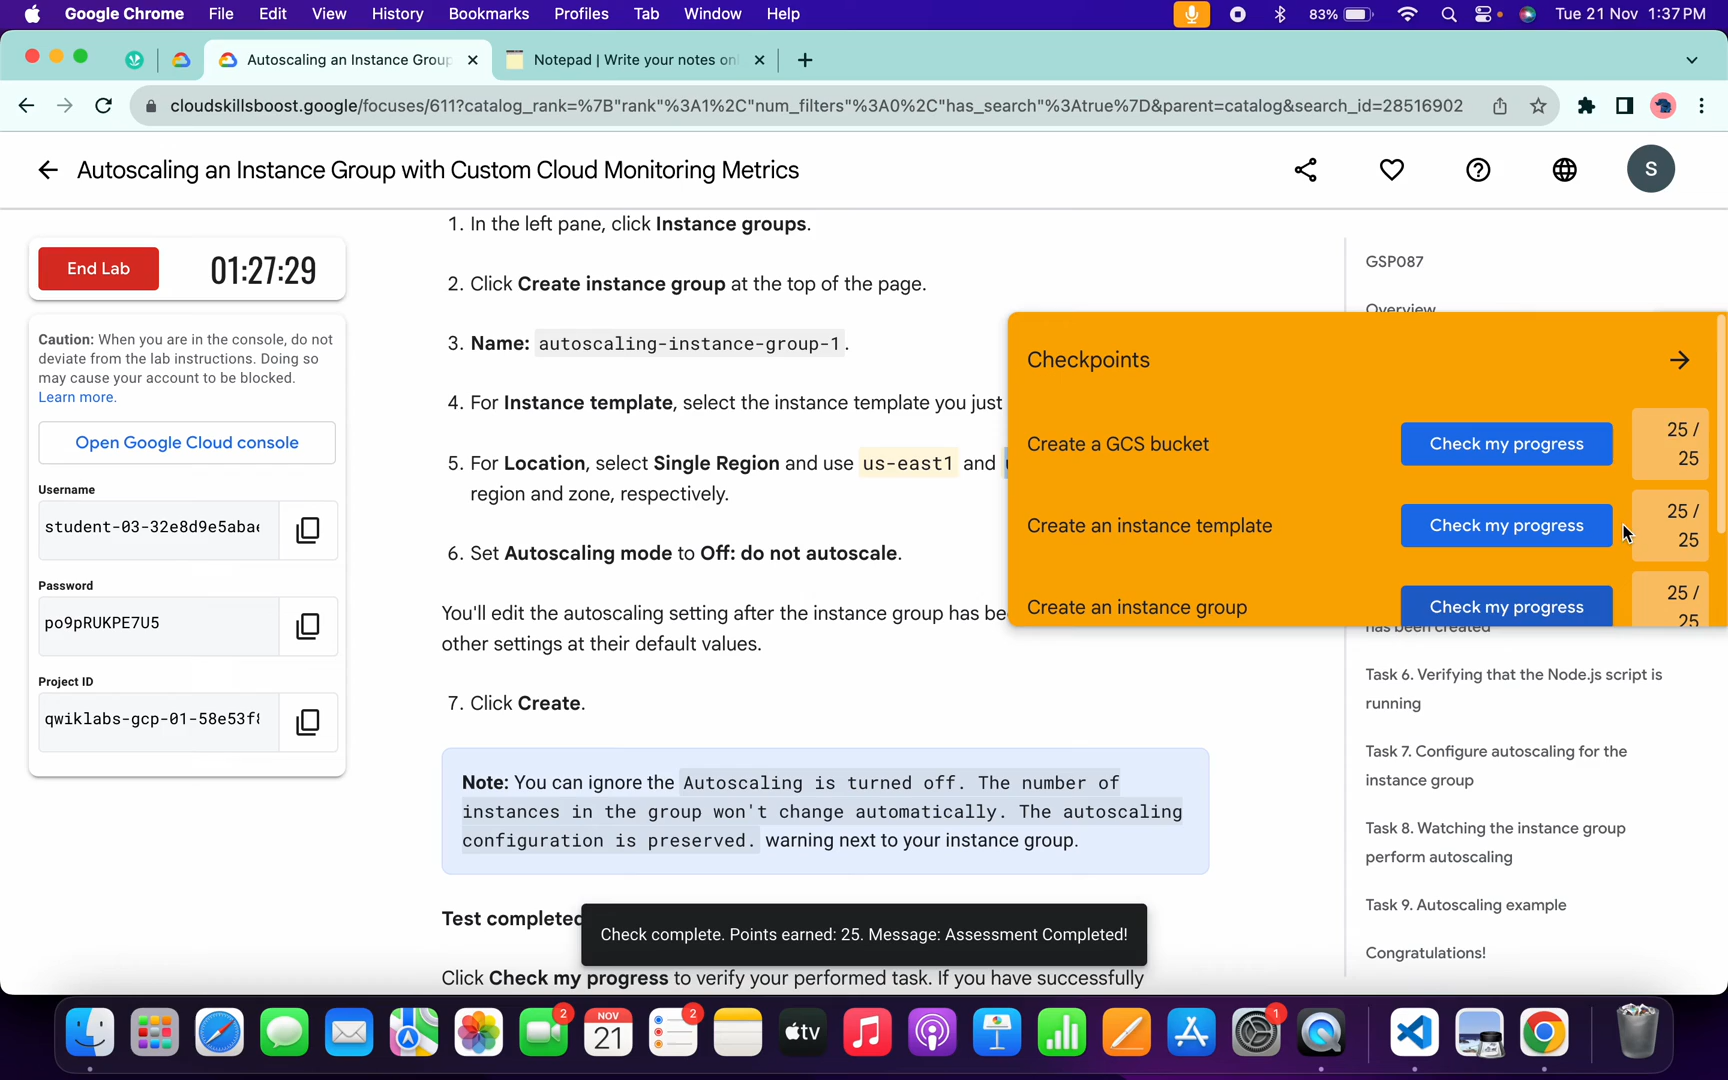 Google Chrome File Edit View History Bookmarks Profiles Tab Window Help 83% Tue 21 Nov 1:37 PM
Autoscaling an Instance Group
Notepad | Write your notes on
cloudskillsboost.google/focuses/611?catalog_rank=%7B"rank"%3A1%2C"num_filters"%3A0%2C"has_search"%3Atrue%7D&parent=catalog&search_id=28516902
Autoscaling an Instance Group with Custom Cloud Monitoring Metrics
S
End Lab
01:27:29
Caution: When you are in the console, do not
deviate from the lab instructions. Doing so
may cause your account to be blocked.
Learn more.
Open Google Cloud console
Username
student-03-32e8d9e5abae
Password
po9pRUKPE7U5
Project ID
qwiklabs-gcp-01-58e53f8
1. In the left pane, click Instance groups.
2. Click Create instance group at the top of the page.
3. Name: autoscaling-instance-group-1.
4. For Instance template, select the instance template you just
5. For Location, select Single Region and use us-east1 and
region and zone, respectively.
6. Set Autoscaling mode to Off: do not autoscale.
You'll edit the autoscaling setting after the instance group has be
other settings at their default values.
7. Click Create.
Note: You can ignore the Autoscaling is turned off. The number of
instances in the group won't change automatically. The autoscaling
configuration is preserved. warning next to your instance group.
Test completed
Click Check my progress to verify your performed task. If you have successfully
Check complete. Points earned: 25. Message: Assessment Completed!
GSP087
Overview
Checkpoints
Create a GCS bucket
Check my progress
25 /
25
Create an instance template
Check my progress
25 /
25
Create an instance group
Check my progress
25 /
25
has been created
Task 6. Verifying that the Node.js script is
running
Task 7. Configure autoscaling for the
instance group
Task 8. Watching the instance group
perform autoscaling
Task 9. Autoscaling example
Congratulations!
2
NOV
21
2
tv
1